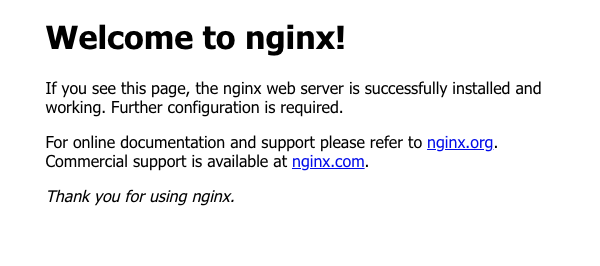 Welcome to nginx!
If you see this page, the nginx web server is successfully installed and
working. Further configuration is required.
For online documentation and support please refer to nginx.org.
Commercial support is available at nginx.com.
Thank you for using nginx.